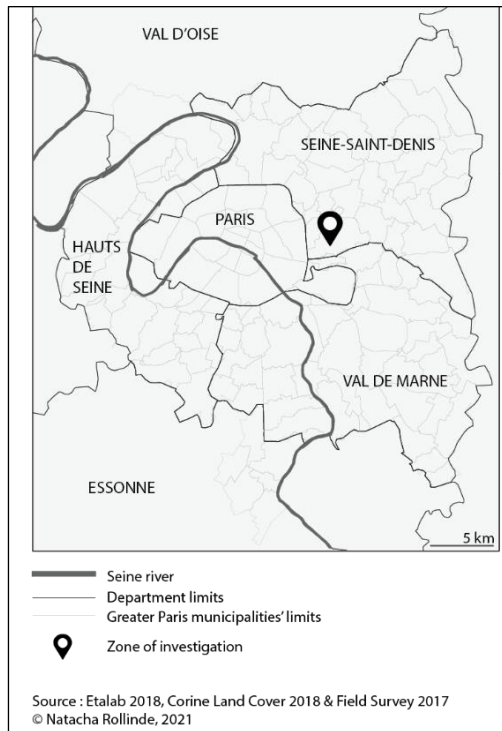 VAL D'OISE
SEINE-SAINT-DENIS
PARIS
HAUTS
DE
SEINE
VAL DE MARNE
ESSONNE
5 km
Seine river
Department limits
Greater Paris municipalities' limits
Zone of investigation
Source : Etalab 2018, Corine Land Cover 2018 & Field Survey 2017
© Natacha Rollinde, 2021